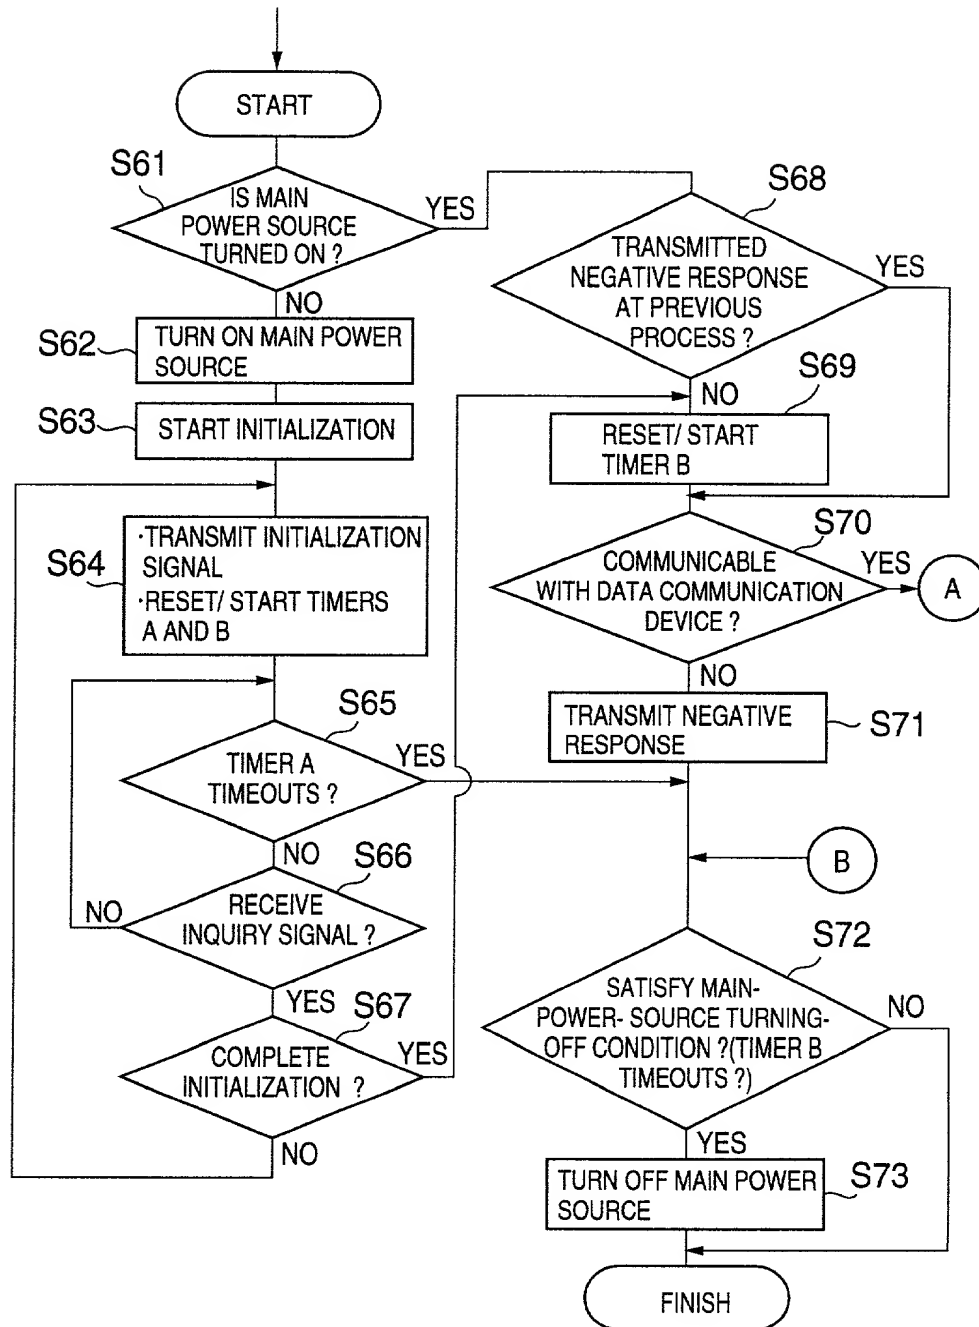 START
S61
IS MAIN
POWER SOURCE
TURNED ON ?
YES
NO
S62
TURN ON MAIN POWER
SOURCE
S63
START INITIALIZATION
S64
·TRANSMIT INITIALIZATION
SIGNAL
·RESET/ START TIMERS
A AND B
S65
TIMER A
TIMEOUTS ?
YES
NO
S66
RECEIVE
INQUIRY SIGNAL ?
NO
YES
S67
COMPLETE
INITIALIZATION ?
YES
NO
S68
TRANSMITTED
NEGATIVE RESPONSE
AT PREVIOUS
PROCESS ?
YES
NO
S69
RESET/ START
TIMER B
S70
COMMUNICABLE
WITH DATA COMMUNICATION
DEVICE ?
YES
A
NO
S71
TRANSMIT NEGATIVE
RESPONSE
B
S72
SATISFY MAIN-
POWER- SOURCE TURNING-
OFF CONDITION ?(TIMER B
TIMEOUTS ?)
NO
YES
S73
TURN OFF MAIN POWER
SOURCE
FINISH